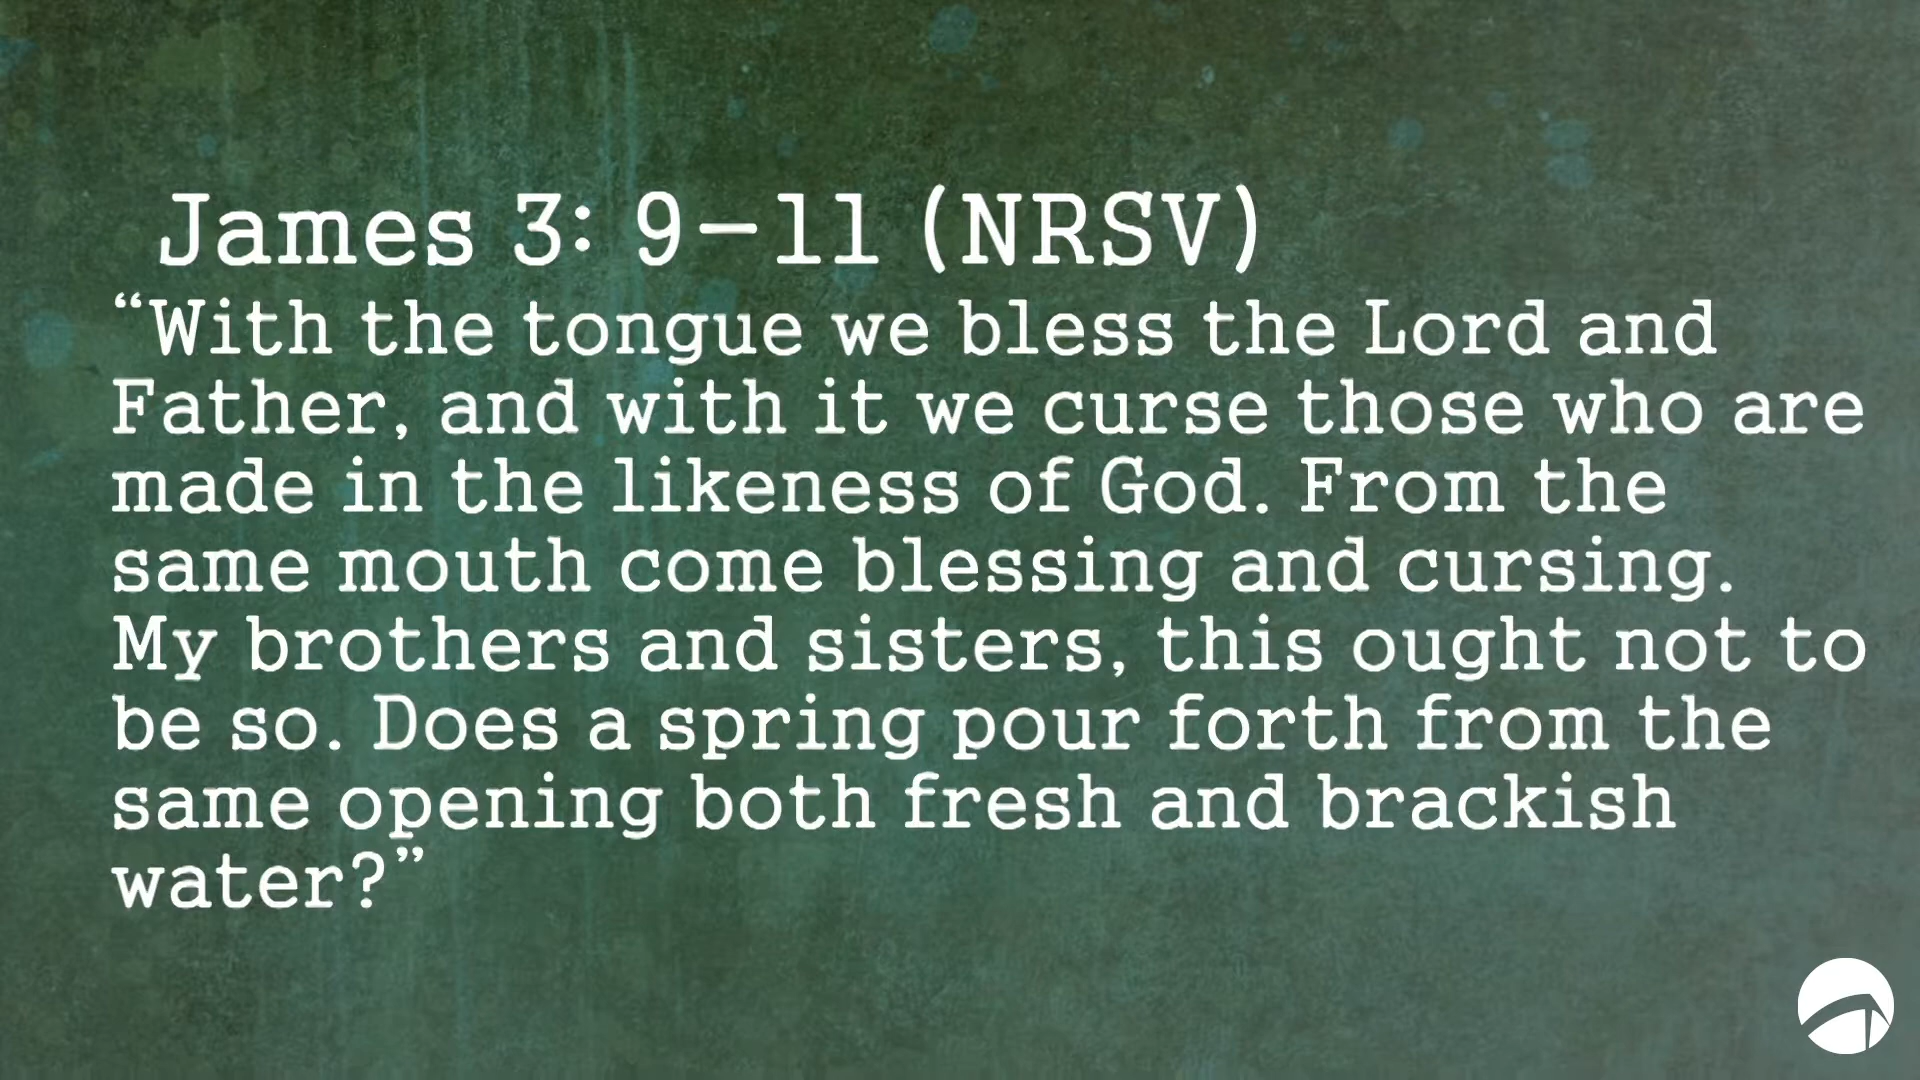 James 3: 9–11 (NRSV)
“With the tongue we bless the Lord and
Father, and with it we curse those who are
made in the likeness of God. From the
same mouth come blessing and cursing.
My brothers and sisters, this ought not to
be so. Does a spring pour forth from the
same opening both fresh and brackish
water?”